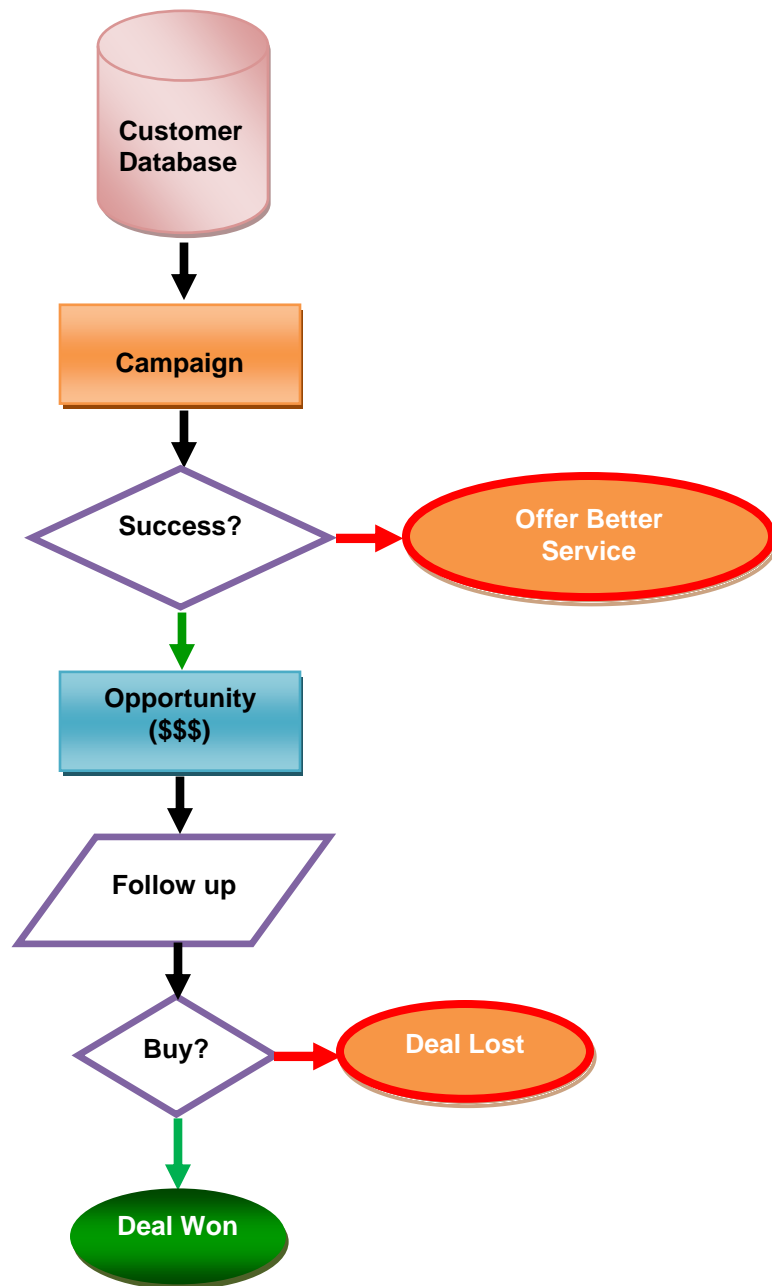 Customer
Database
Campaign
Success?
Offer Better
Service
Opportunity
($$$)
Follow up
Buy?
Deal Lost
Deal Won